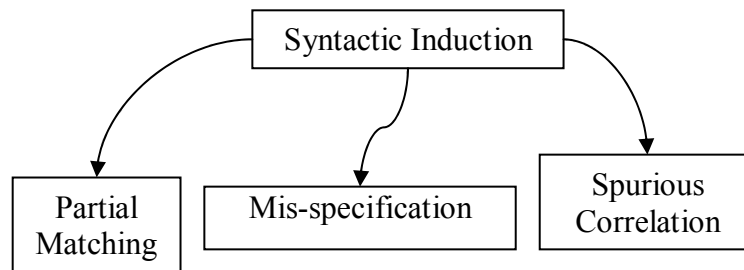 Syntactic Induction
Partial
Matching
Mis-specification
Spurious
Correlation